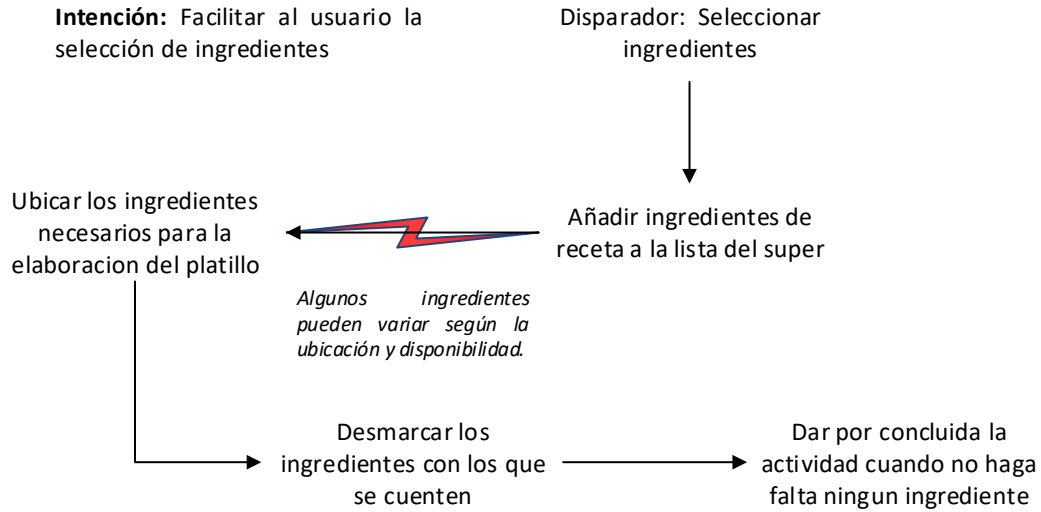 Intención: Facilitar al usuario la
selección de ingredientes
Disparador: Seleccionar
ingredientes
Añadir ingredientes de
receta a la lista del super
Ubicar los ingredientes
necesarios para la
elaboracion del platillo
Algunos ingredientes
pueden variar según la
ubicación y disponibilidad.
Desmarcar los
ingredientes con los que
se cuenten
Dar por concluida la
actividad cuando no haga
falta ningun ingrediente